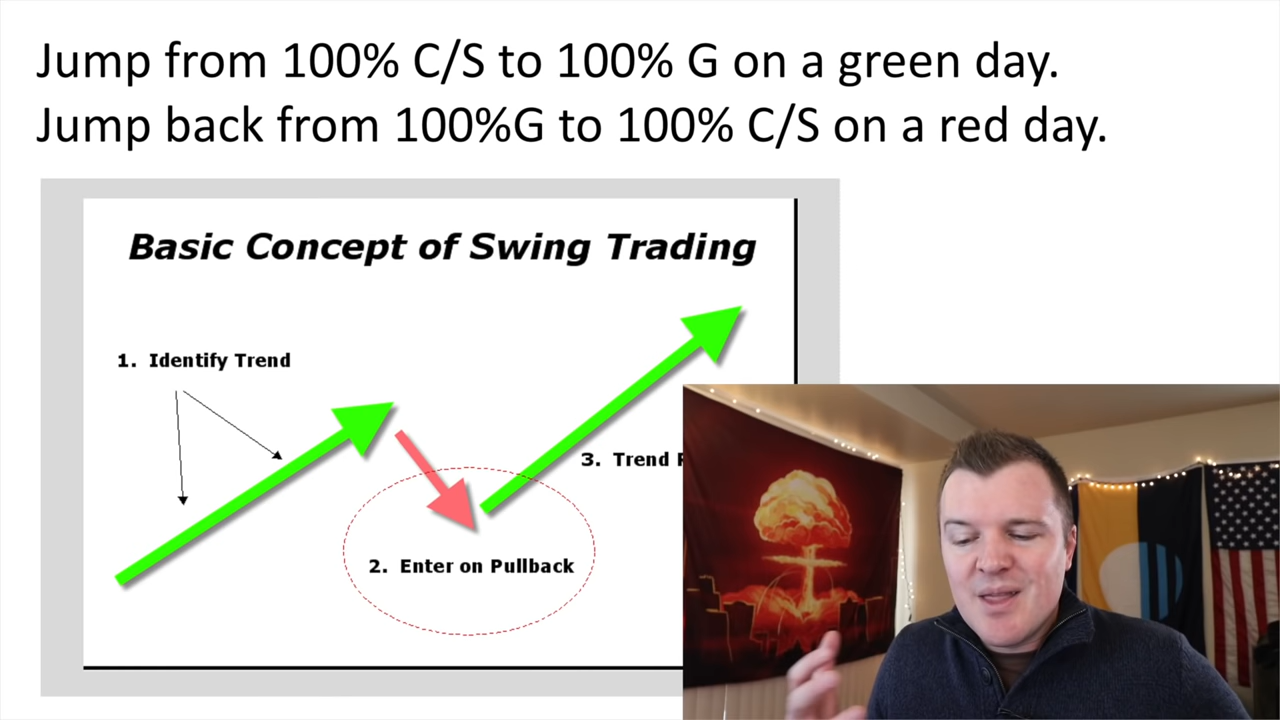 Jump from 100% C/S to 100% G on a green day.
Jump back from 100%G to 100% C/S on a red day.
Basic Concept of Swing Trading
1. Identify Trend
3. Trend
2. Enter on Pullback